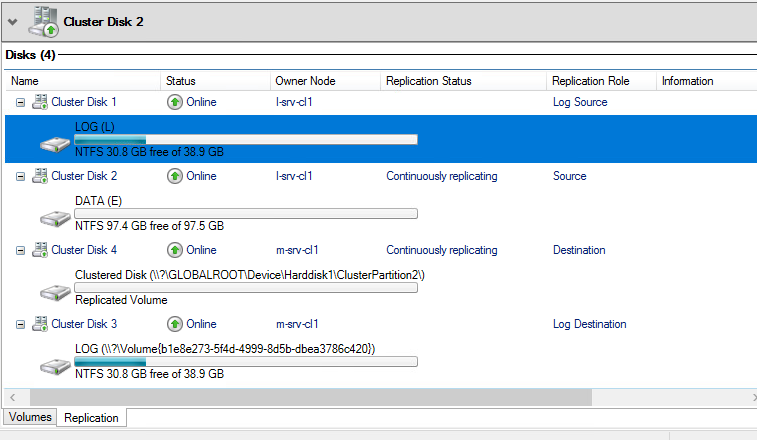 Cluster Disk 2
Disks (4)
Name Status Owner Node Replication Status Replication Role Information
Cluster Disk 1 Online l-srv-cl1 Log Source
LOG (L)
NTFS 30.8 GB free of 38.9 GB
Cluster Disk 2 Online l-srv-cl1 Continuously replicating Source
DATA (E)
NTFS 97.4 GB free of 97.5 GB
Cluster Disk 4 Online m-srv-cl1 Continuously replicating Destination
Clustered Disk (\\?\GLOBALROOT\Device\Harddisk1\ClusterPartition2\)
Replicated Volume
Cluster Disk 3 Online m-srv-cl1 Log Destination
LOG (\\?\Volume{b1e8e273-5f4d-4999-8d5b-dbea3786c420})
NTFS 30.8 GB free of 38.9 GB
Volumes Replication